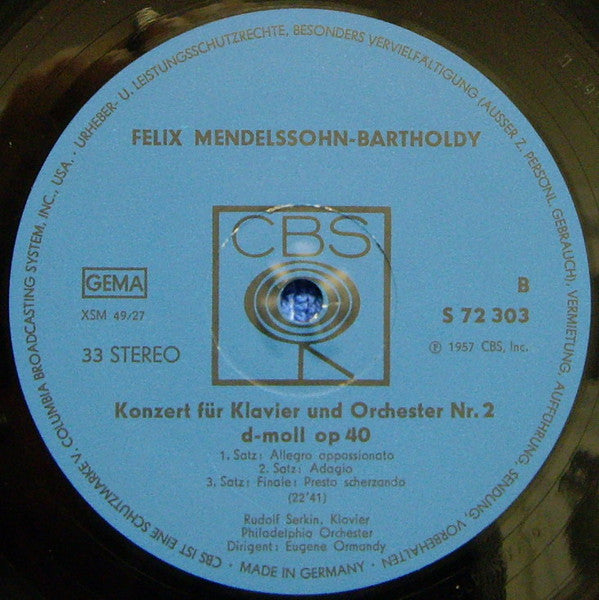 FELIX MENDELSSOHN-BARTHOLDY
CBS
GEMA
XSM 49/27
33 STEREO
B
S 72 303
℗ 1957 CBS, Inc.
Konzert für Klavier und Orchester Nr. 2
d-moll op 40
1. Satz: Allegro appassionato
2. Satz: Adagio
3. Satz: Finale: Presto scherzando
(22'41)
Rudolf Serkin, Klavier
Philadelphia Orchester
Dirigent: Eugene Ormandy
CBS IST EINE SCHUTZMARKE V. COLUMBIA BROADCASTING SYSTEM, INC., USA. · URHEBER- U. LEISTUNGSSCHUTZRECHTE, BESONDERS VERVIELFÄLTIGUNG (AUSSER Z. PERSÖNL. GEBRAUCH), VERMIETUNG, AUFFÜHRUNG, SENDUNG, VORBEHALTEN
· MADE IN GERMANY ·